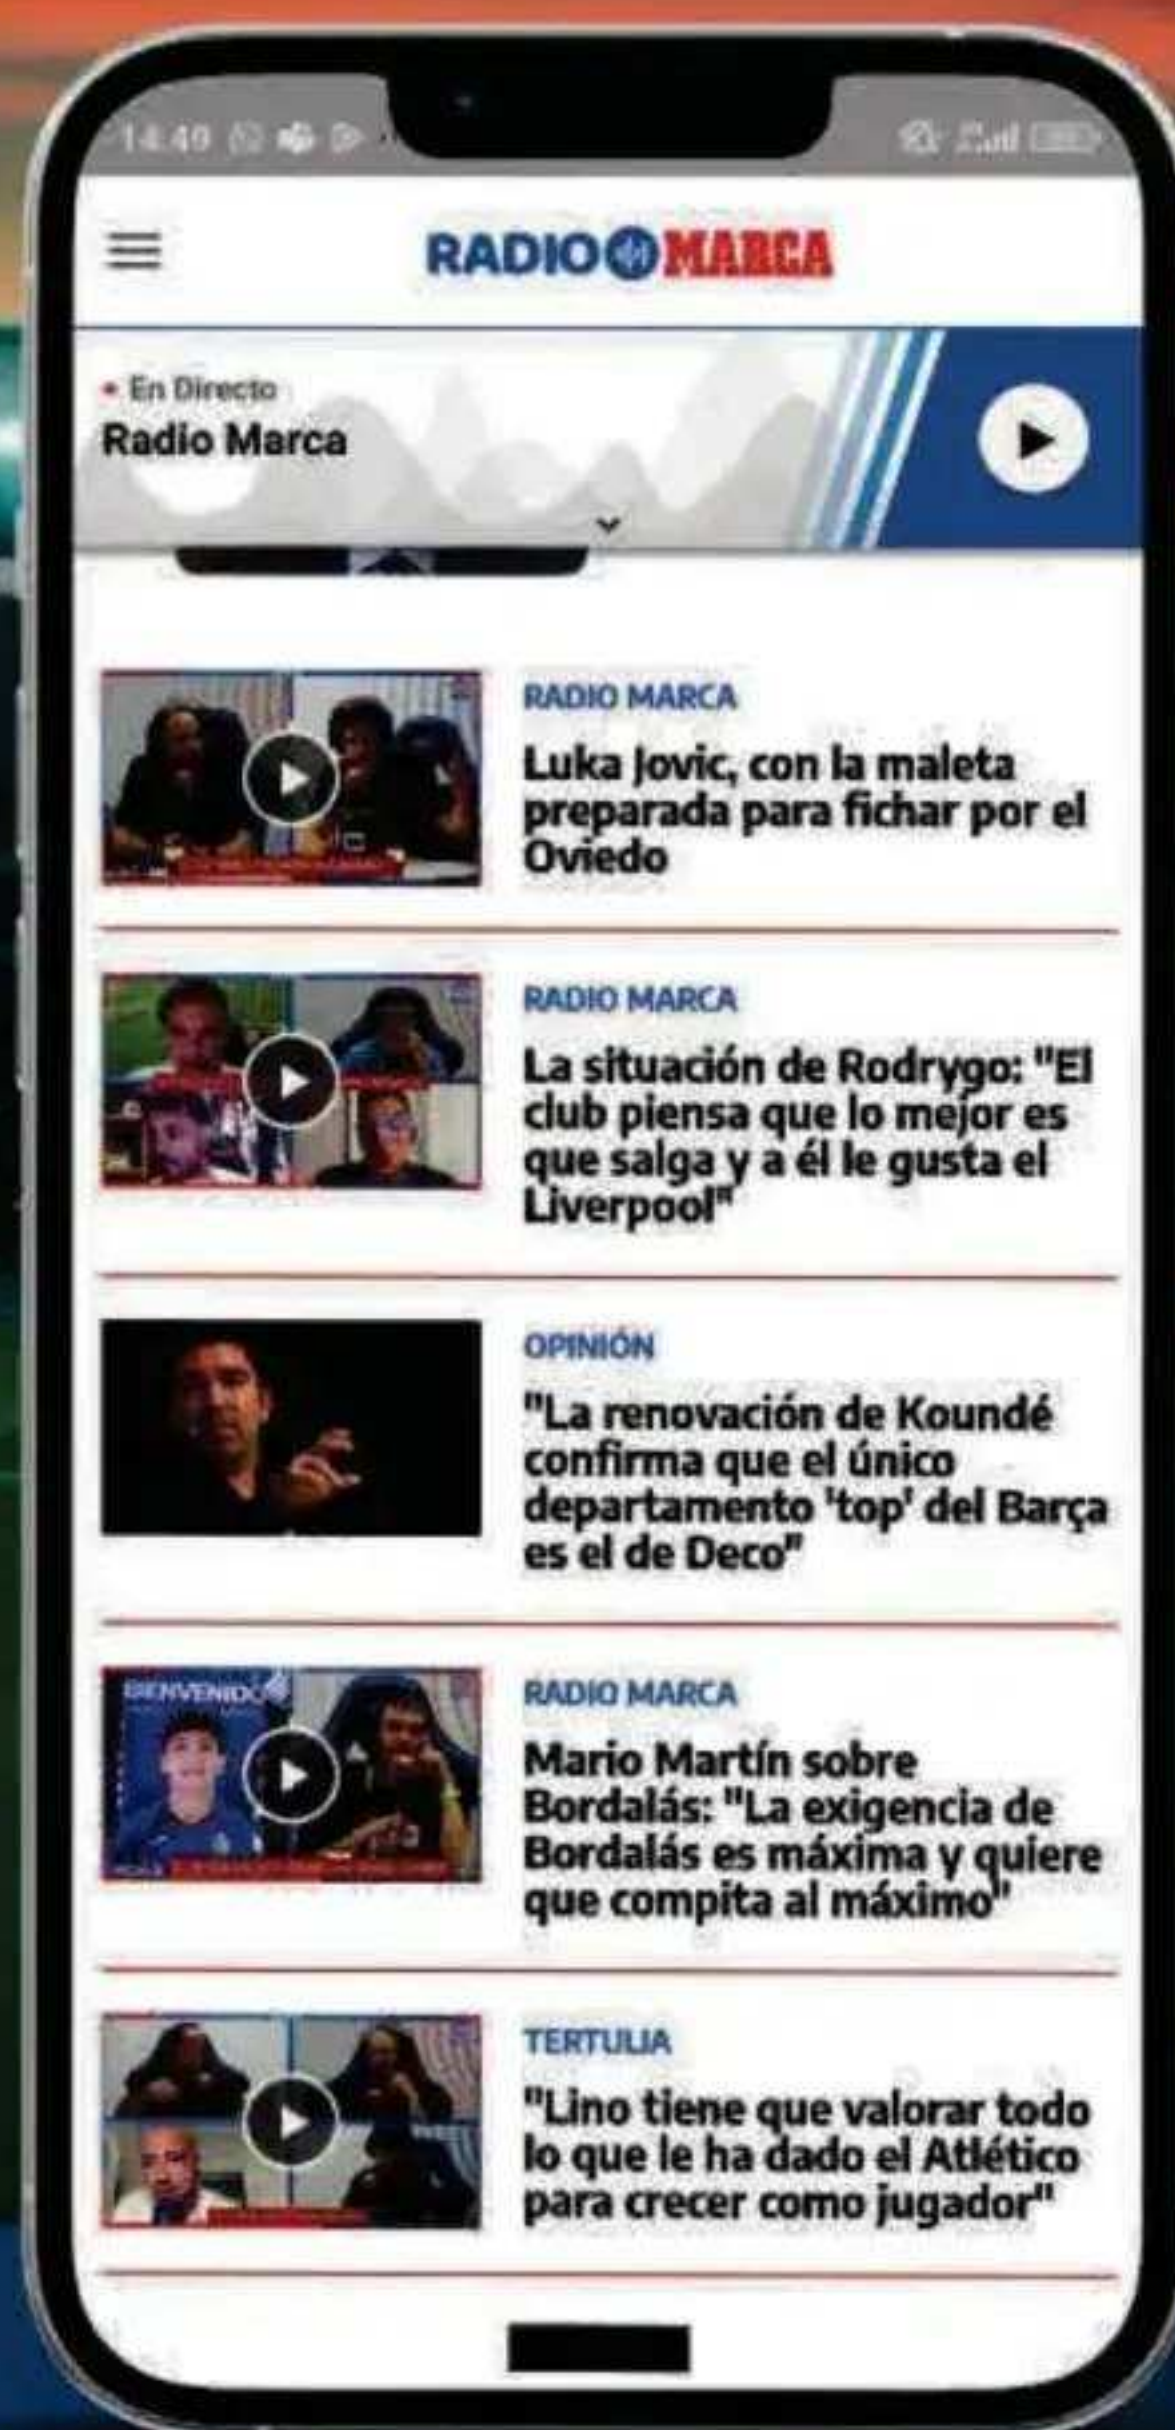 14:49
RADIO MARCA
En Directo
Radio Marca
RADIO MARCA
Luka Jovic, con la maleta
preparada para fichar por el
Oviedo
RADIO MARCA
La situación de Rodrygo: "El
club piensa que lo mejor es
que salga y a él le gusta el
Liverpool"
OPINIÓN
"La renovación de Koundé
confirma que el único
departamento 'top' del Barça
es el de Deco"
BIENVENIDO
RADIO MARCA
Mario Martín sobre
Bordalás: "La exigencia de
Bordalás es máxima y quiere
que compita al máximo"
TERTULIA
"Lino tiene que valorar todo
lo que le ha dado el Atlético
para crecer como jugador"